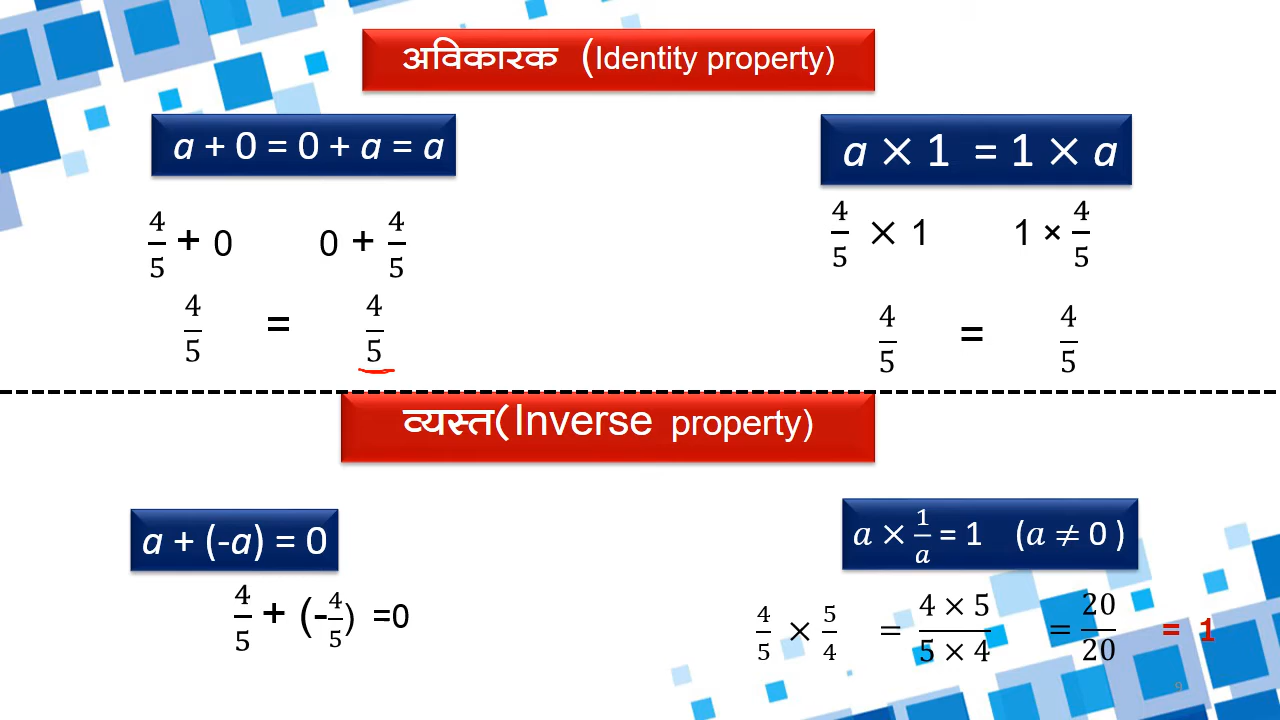 अविकारक (Identity property)
a + 0 = 0 + a = a
a × 1 = 1 × a
4/5 + 0   0 + 4/5
4/5 × 1   1 × 4/5
4/5 = 4/5
4/5 = 4/5
व्यस्त(Inverse property)
a + (-a) = 0
a × 1/a = 1 (a ≠ 0 )
4/5 + (-4/5) =0
4/5 × 5/4 = 4 × 5/5 × 4 = 20/20 = 1
9